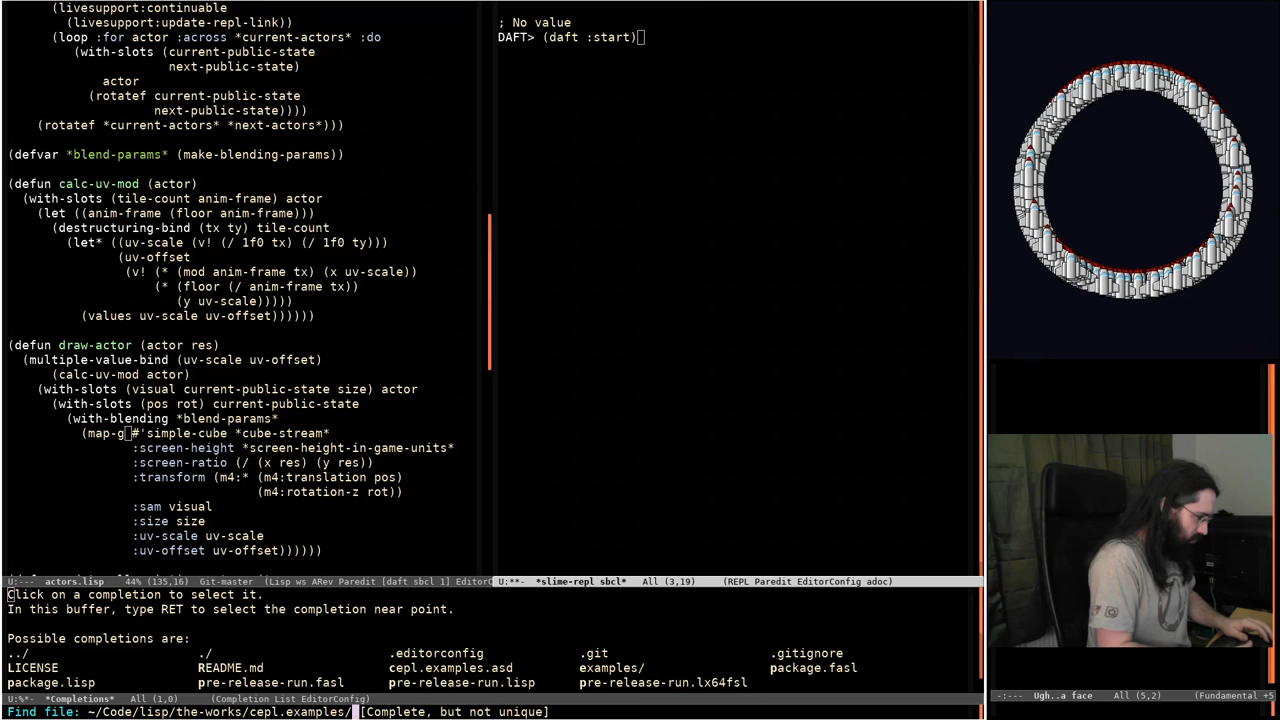 (livesupport:continuable
(livesupport:update-repl-link))
(loop :for actor :across *current-actors* :do
(with-slots (current-public-state
next-public-state)
actor
(rotatef current-public-state
next-public-state))))
(rotatef *current-actors* *next-actors*)))
(defvar *blend-params* (make-blending-params))
(defun calc-uv-mod (actor)
(with-slots (tile-count anim-frame) actor
(let ((anim-frame (floor anim-frame)))
(destructuring-bind (tx ty) tile-count
(let* ((uv-scale (v! (/ 1f0 tx) (/ 1f0 ty)))
(uv-offset
(v! (* (mod anim-frame tx) (x uv-scale))
(* (floor (/ anim-frame tx))
(y uv-scale)))))
(values uv-scale uv-offset))))))
(defun draw-actor (actor res)
(multiple-value-bind (uv-scale uv-offset)
(calc-uv-mod actor)
(with-slots (visual current-public-state size) actor
(with-slots (pos rot) current-public-state
(with-blending *blend-params*
(map-g #'simple-cube *cube-stream*
:screen-height *screen-height-in-game-units*
:screen-ratio (/ (x res) (y res))
:transform (m4:* (m4:translation pos)
(m4:rotation-z rot))
:sam visual
:size size
:uv-scale uv-scale
:uv-offset uv-offset))))))
U:--- actors.lisp 44% (135,16) Git-master (Lisp ws ARev Paredit [daft sbcl 1] EditorC
; No value
DAFT> (daft :start)
U:**- *slime-repl sbcl* All (3,19) (REPL Paredit EditorConfig adoc)
Click on a completion to select it.
In this buffer, type RET to select the completion near point.
Possible completions are:
../ ./ .editorconfig .git .gitignore
LICENSE README.md cepl.examples.asd examples/ package.fasl
package.lisp pre-release-run.fasl pre-release-run.lisp pre-release-run.lx64fsl
U:%*- *Completions* All (1,0) (Completion List EditorConfig)
Find file: ~/Code/lisp/the-works/cepl.examples/ [Complete, but not unique]
-:--- Ugh..a face All (5,2) (Fundamental +5